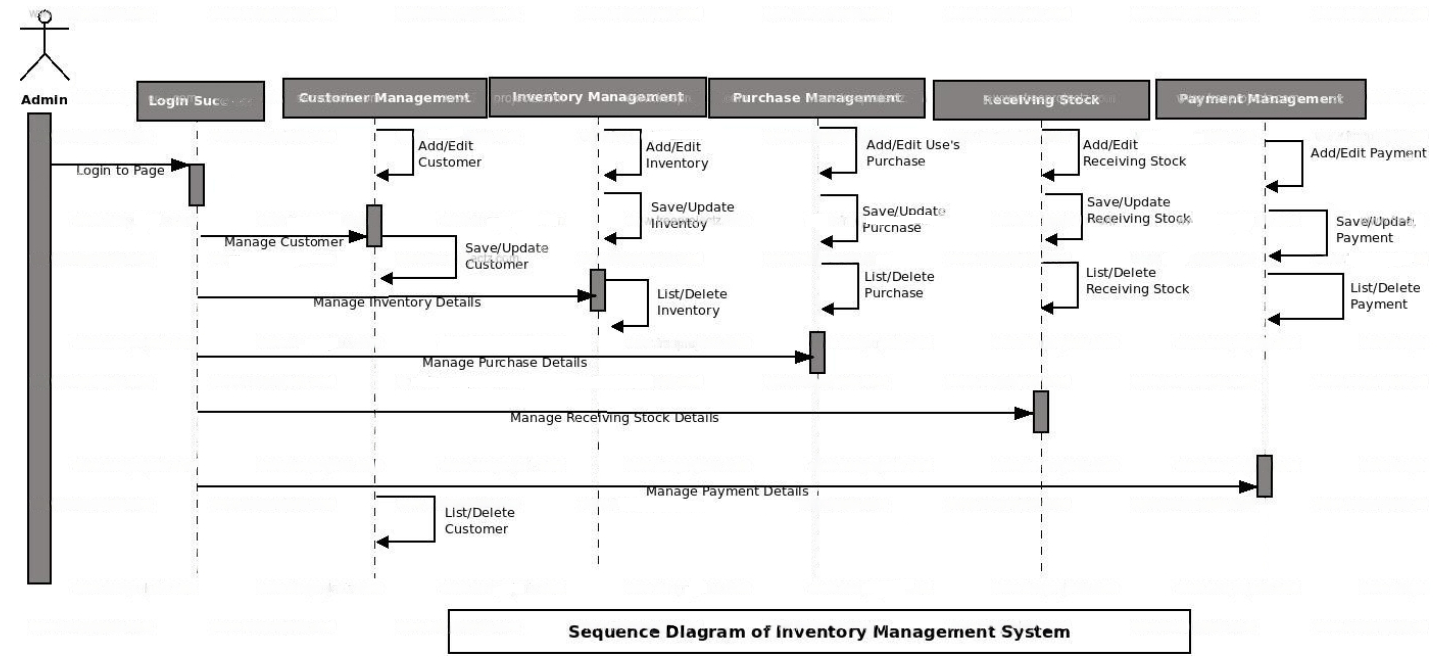 Admin
Login Suc
Customer Management
Inventory Management
Purchase Management
Receiving Stock
Payment Management
Login to Page
Add/Edit
Customer
Add/Edit
Inventory
Add/Edit Use's
Purchase
Add/Edit
Receiving Stock
Add/Edit Payment
Manage Customer
Save/Update
Customer
Save/Update
Inventoy
Save/Update
Purcnase
Save/Update
Receiving Stock
Save/Update
Payment
Manage Inventory Details
List/Delete
Inventory
List/Delete
Purchase
List/Delete
Receiving Stock
List/Delete
Payment
Manage Purchase Details
Manage Receiving Stock Details
Manage Payment Details
List/Delete
Customer
Sequence DIagram of Inventory Management System